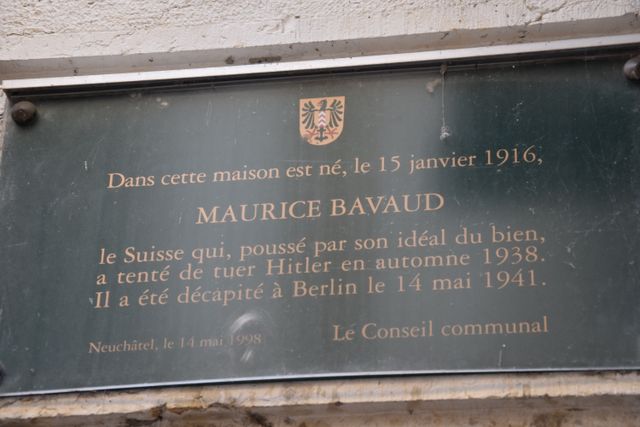 Dans cette maison est né, le 15 janvier 1916,
MAURICE BAVAUD
le Suisse qui, poussé par son idéal du bien,
a tenté de tuer Hitler en automne 1938.
Il a été décapité à Berlin le 14 mai 1941.
Neuchâtel, le 14 mai 1998 Le Conseil communal